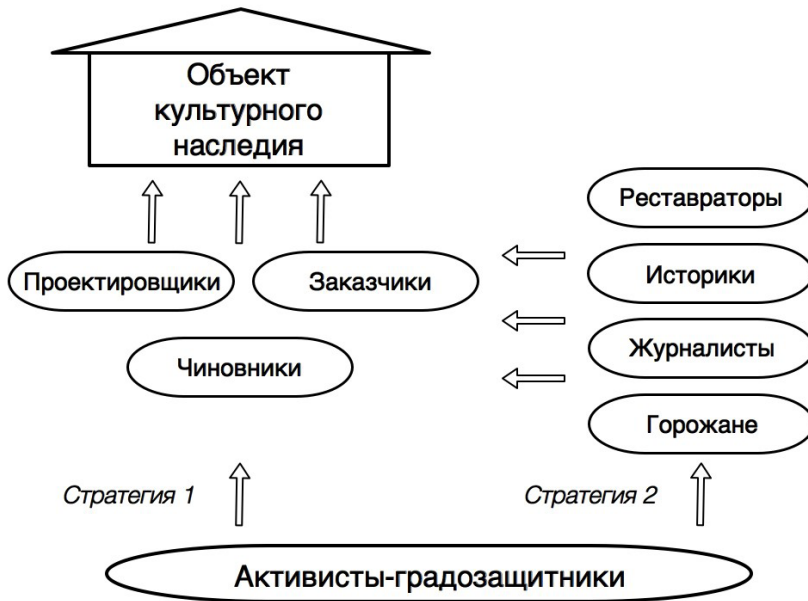 Объект
культурного
наследия
Реставраторы
Проектировщики
Заказчики
Историки
Чиновники
Журналисты
Горожане
Стратегия 1
Стратегия 2
Активисты-градозащитники